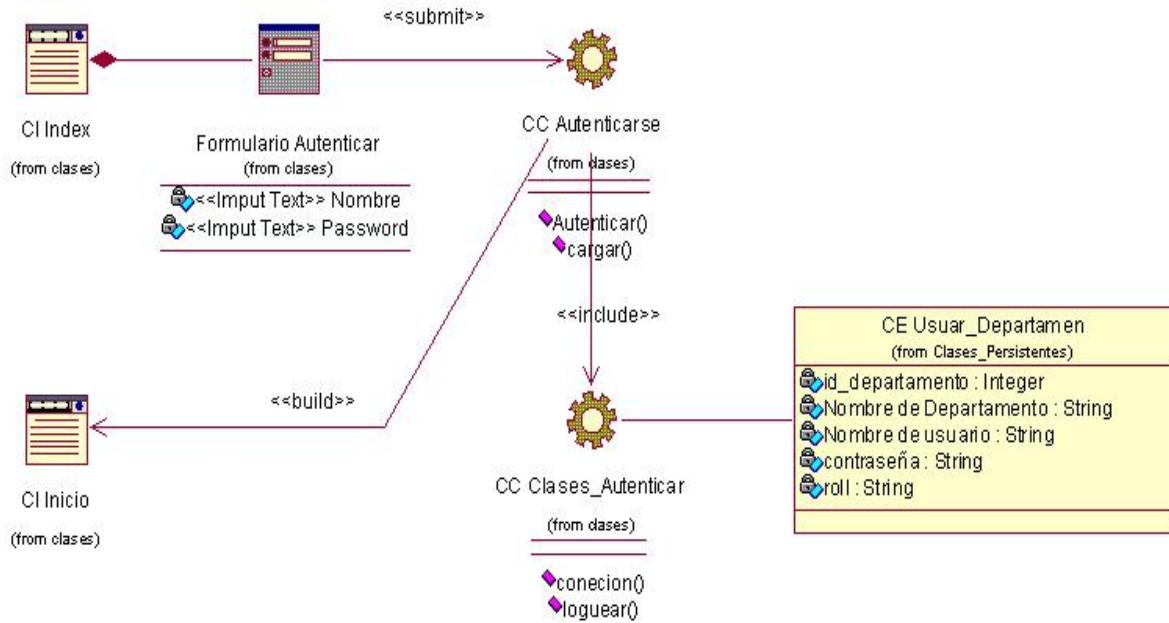 <<submit>>
CI Index
(from clases)
Formulario Autenticar
(from clases)
<<Imput Text>> Nombre
<<Imput Text>> Password
CC Autenticarse
(from clases)
Autenticar()
cargar()
<<include>>
<<build>>
CI Inicio
(from clases)
CC Clases_Autenticar
(from clases)
conecion()
loguear()
CE Usuar_Departamen
(from Clases_Persistentes)
id_departamento : Integer
Nombre de Departamento : String
Nombre de usuario : String
contraseña : String
roll : String